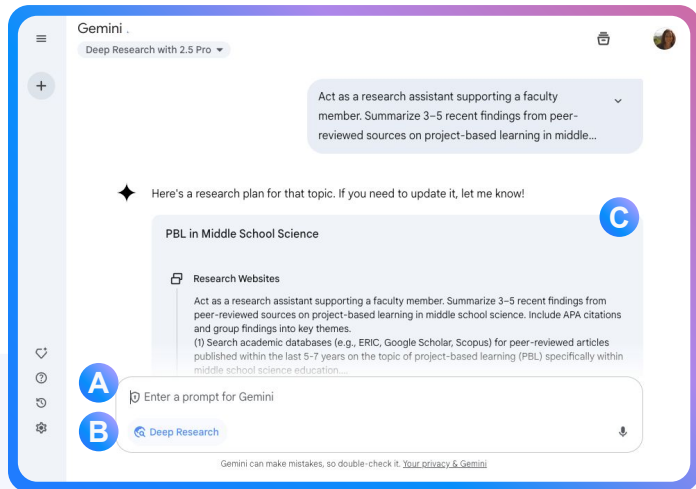 Gemini .
Deep Research with 2.5 Pro
Act as a research assistant supporting a faculty
member. Summarize 3–5 recent findings from peer-
reviewed sources on project-based learning in middle...
Here's a research plan for that topic. If you need to update it, let me know!
C
PBL in Middle School Science
Research Websites
Act as a research assistant supporting a faculty member. Summarize 3–5 recent findings from
peer-reviewed sources on project-based learning in middle school science. Include APA citations
and group findings into key themes.
(1) Search academic databases (e.g., ERIC, Google Scholar, Scopus) for peer-reviewed articles
published within the last 5-7 years on the topic of project-based learning (PBL) specifically within
middle school science education....
A
Enter a prompt for Gemini
B
Deep Research
Gemini can make mistakes, so double-check it. Your privacy & Gemini